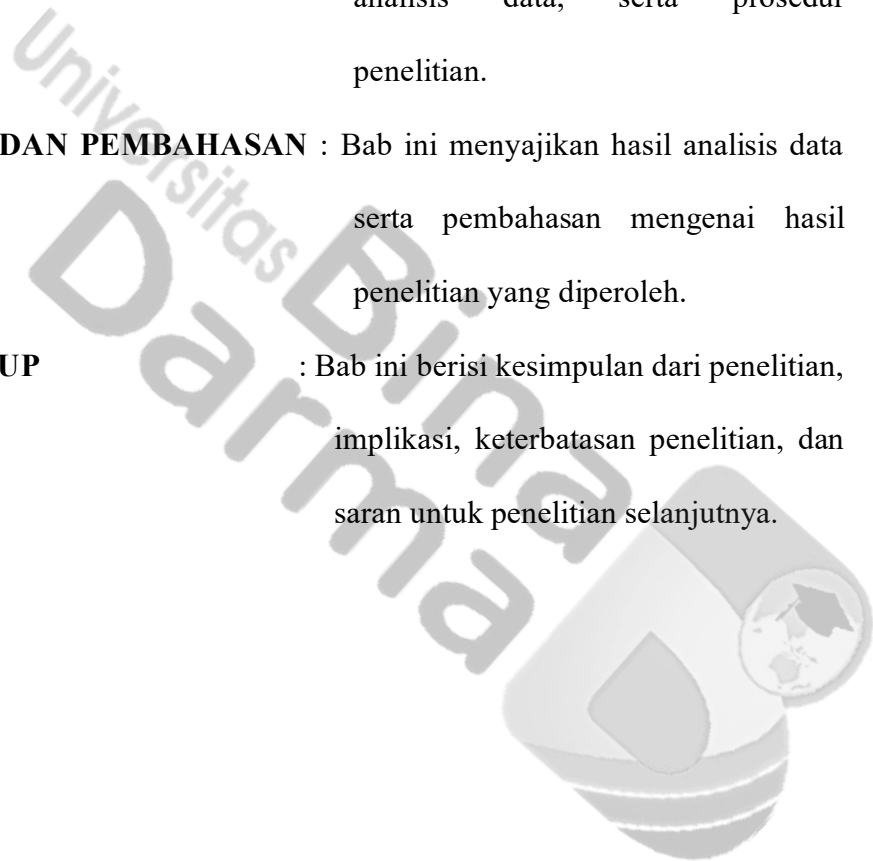 analisis data, serta prosedur
penelitian.
DAN PEMBAHASAN : Bab ini menyajikan hasil analisis data
serta pembahasan mengenai hasil
penelitian yang diperoleh.
UP : Bab ini berisi kesimpulan dari penelitian,
implikasi, keterbatasan penelitian, dan
saran untuk penelitian selanjutnya.
Universitas
Bina
Darma